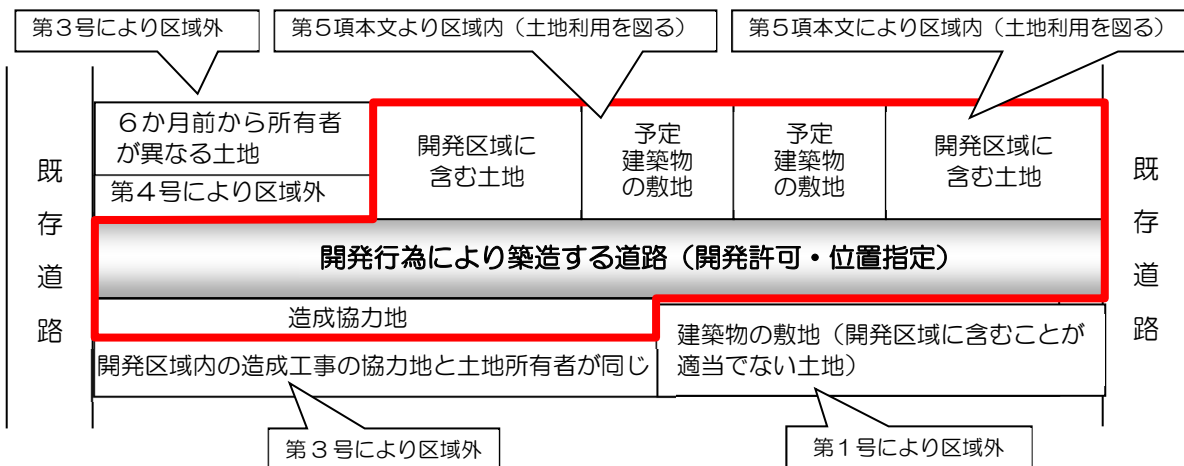 第３号により区域外
第５項本文より区域内（土地利用を図る）
第５項本文により区域内（土地利用を図る）
６か月前から所有者
が異なる土地
第４号により区域外
開発区域に
含む土地
予定
建築物
の敷地
予定
建築物
の敷地
開発区域に
含む土地
既存道路
既存道路
開発行為により築造する道路（開発許可・位置指定）
造成協力地
開発区域内の造成工事の協力地と土地所有者が同じ
建築物の敷地（開発区域に含むことが
適当でない土地）
第３号により区域外
第１号により区域外